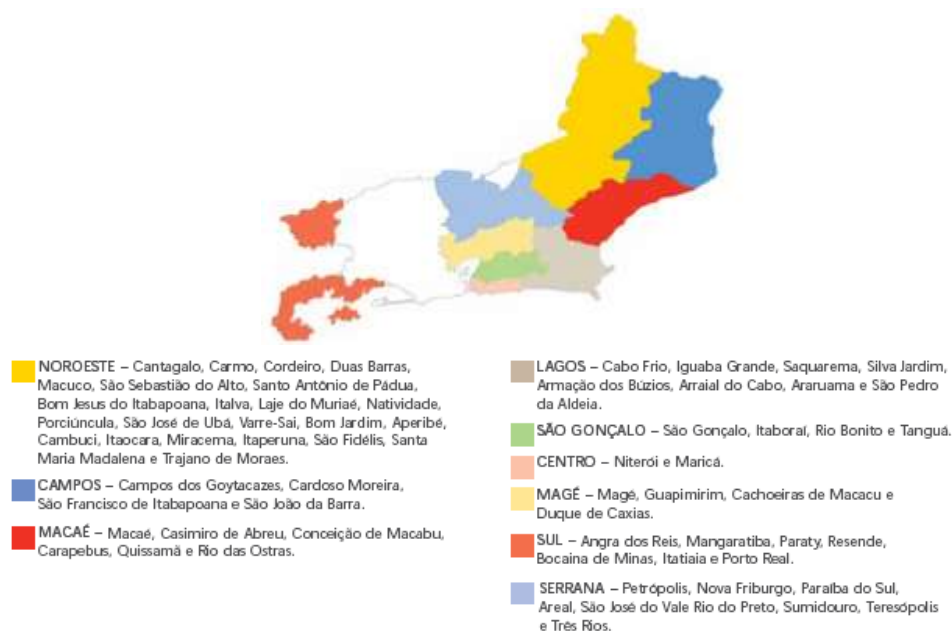 NOROESTE – Cantagalo, Carmo, Cordeiro, Duas Barras,
Macuco, São Sebastião do Alto, Santo Antônio de Pádua,
Bom Jesus do Itabapoana, Italva, Laje do Muriaé, Natividade,
Porciúncula, São José de Ubá, Varre-Sai, Bom Jardim, Aperibé,
Cambuci, Itaocara, Miracema, Itaperuna, São Fidélis, Santa
Maria Madalena e Trajano de Moraes.
CAMPOS – Campos dos Goytacazes, Cardoso Moreira,
São Francisco de Itabapoana e São João da Barra.
MACAÉ – Macaé, Casimiro de Abreu, Conceição de Macabu,
Carapebus, Quissamã e Rio das Ostras.
LAGOS – Cabo Frio, Iguaba Grande, Saquarema, Silva Jardim,
Armação dos Búzios, Arraial do Cabo, Araruama e São Pedro
da Aldeia.
SÃO GONÇALO – São Gonçalo, Itaboraí, Rio Bonito e Tanguá.
CENTRO – Niterói e Maricá.
MAGÉ – Magé, Guapimirim, Cachoeiras de Macacu e
Duque de Caxias.
SUL – Angra dos Reis, Mangaratiba, Paraty, Resende,
Bocaina de Minas, Itatiaia e Porto Real.
SERRANA – Petrópolis, Nova Friburgo, Paraíba do Sul,
Areal, São José do Vale Rio do Preto, Sumidouro, Teresópolis
e Três Rios.